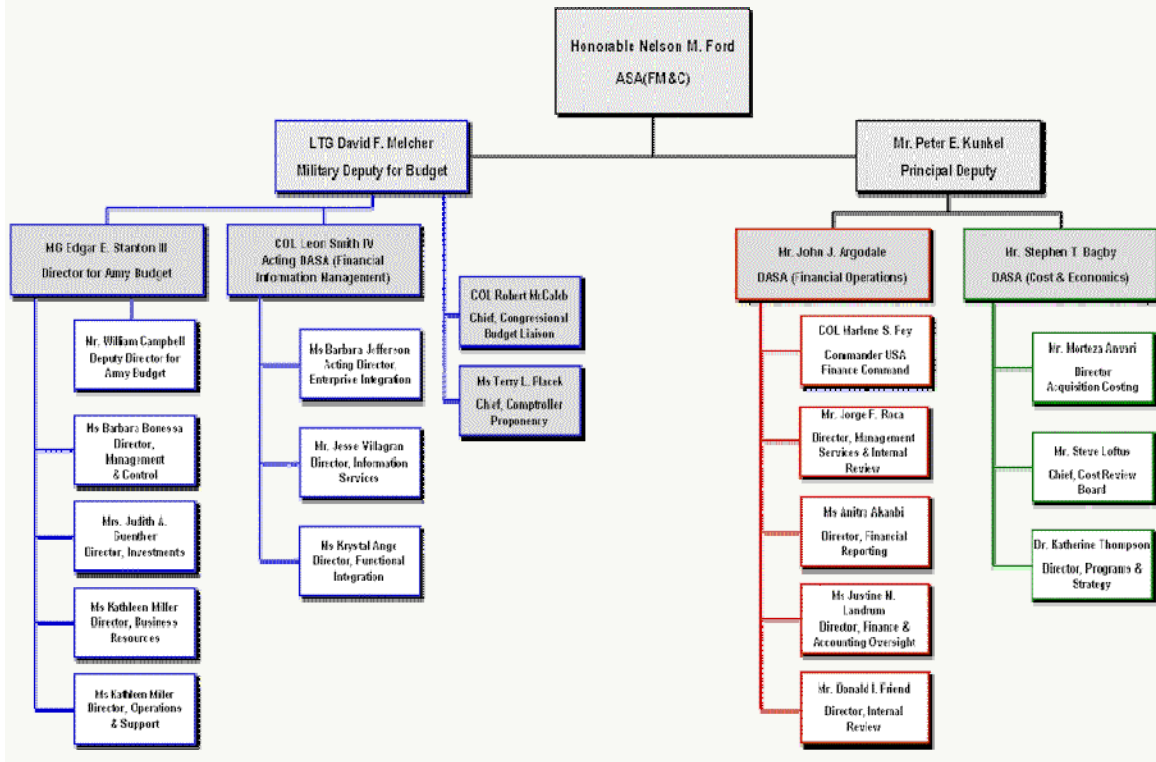 Honorable Nelson M. Ford
ASA(FM&C)
LTG David F. Melcher
Military Deputy for Budget
Mr. Peter E. Kunkel
Principal Deputy
MG Edgar E. Stanton III
Director for Army Budget
COL Leon Smith IV
Acting DASA (Financial
Information Management)
Mr. John J. Argodale
DASA (Financial Operations)
Mr. Stephen T. Bagby
DASA (Cost & Economics)
COL Robert McCaleb
Chief, Congressional
Budget Liaison
Ms Terry L. Placek
Chief, Comptroller
Proponency
Mr. William Campbell
Deputy Director for
Army Budget
Ms Barbara Bonessa
Director,
Management
& Control
Mrs. Judith A.
Guenther
Director, Investments
Ms Kathleen Miller
Director, Business
Resources
Ms Kathleen Miller
Director, Operations
& Support
Ms Barbara Jefferson
Acting Director,
Enterprise Integration
Mr. Jesse Villagran
Director, Information
Services
Ms Krystal Ange
Director, Functional
Integration
COL Harlene S. Fey
Commander USA
Finance Command
Mr. Jorge F. Roca
Director, Management
Services & Internal
Review
Ms Anitra Akanbi
Director, Financial
Reporting
Ms Justine M.
Landrum
Director, Finance &
Accounting Oversight
Mr. Donald I. Friend
Director, Internal
Review
Mr. Morteza Anvari
Director
Acquisition Costing
Mr. Steve Loftus
Chief, Cost Review
Board
Dr. Katherine Thompson
Director, Programs &
Strategy